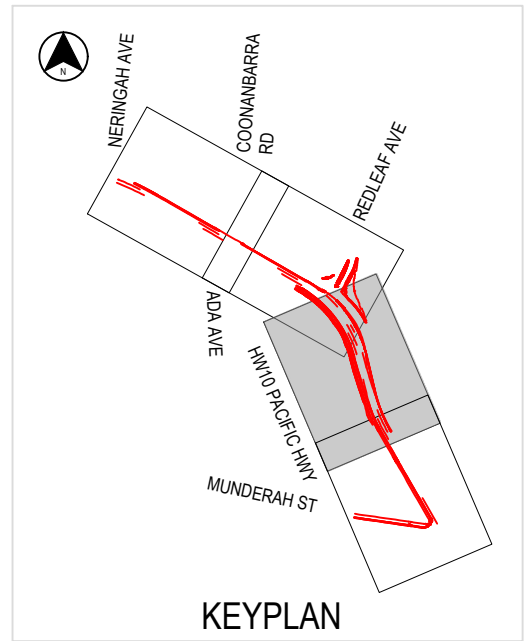 NERINGAH AVE
COONANBARRA
RD
REDLEAF AVE
N
ADA AVE
HW10 PACIFIC HWY
MUNDERAH ST
KEYPLAN